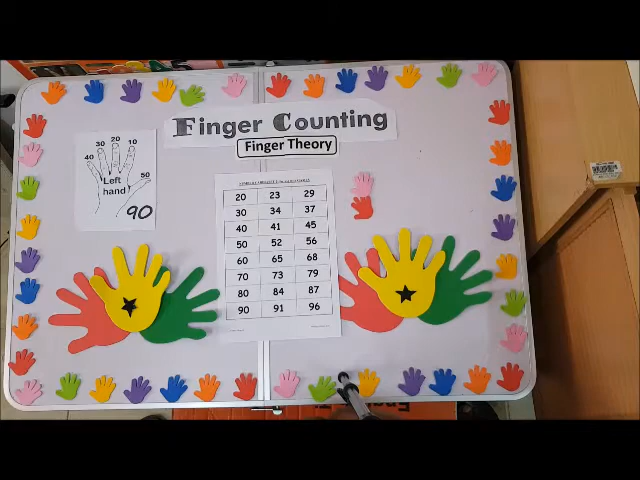 Finger Counting
Finger Theory
20
30 10
40 50
Left
hand
90
20 23 29
30 34 37
40 41 45
50 52 56
60 65 68
70 73 79
80 84 87
90 91 96